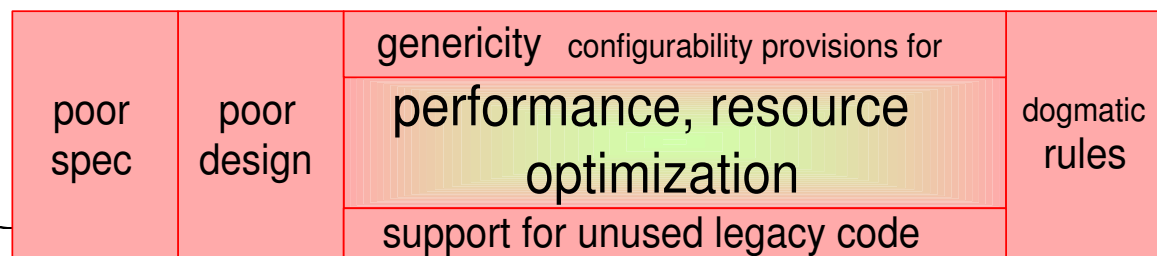 poor
spec
poor
design
genericity configurability provisions for
performance, resource
optimization
support for unused legacy code
dogmatic
rules